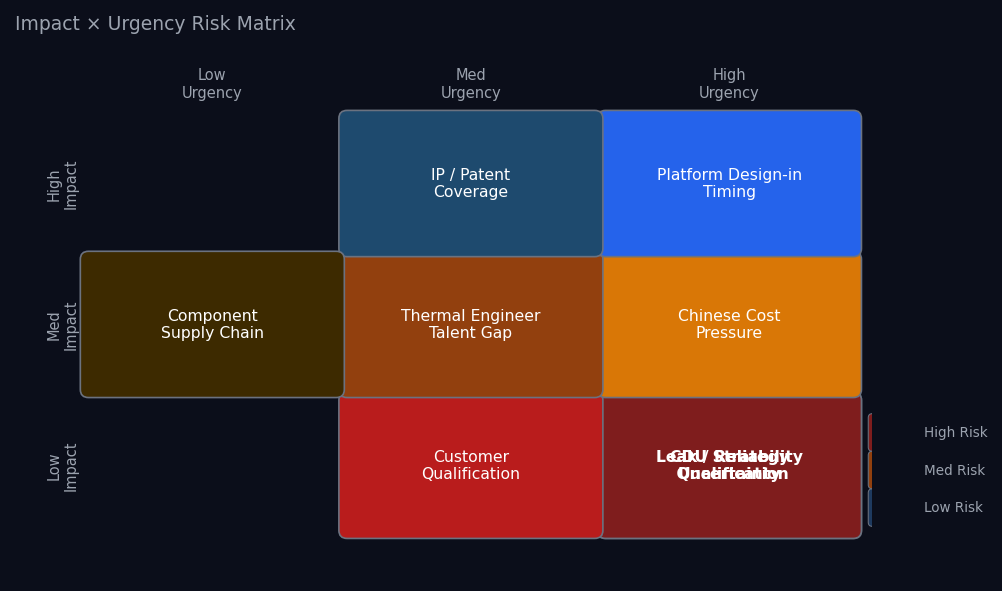 Impact × Urgency Risk Matrix
Low
Urgency
Med
Urgency
High
Urgency
High
Impact
IP / Patent
Coverage
Platform Design-in
Timing
Med
Impact
Component
Supply Chain
Thermal Engineer
Talent Gap
Chinese Cost
Pressure
Low
Impact
Customer
Qualification
High Risk
Med Risk
Low Risk